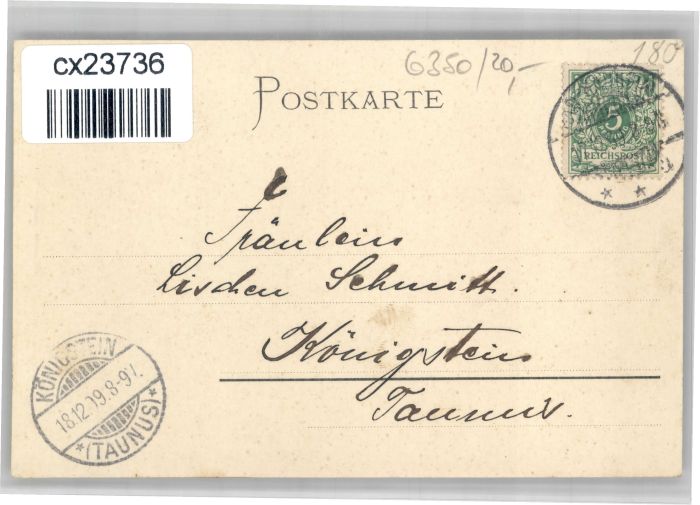 cx23736
6350/20,-
180
POSTKARTE
5
REICHSPOST
Fräulein
Lischen Schmitt.
Königstein
Taunus.
KÖNIGSTEIN
18.12.99.8-9V.
*(TAUNUS)*